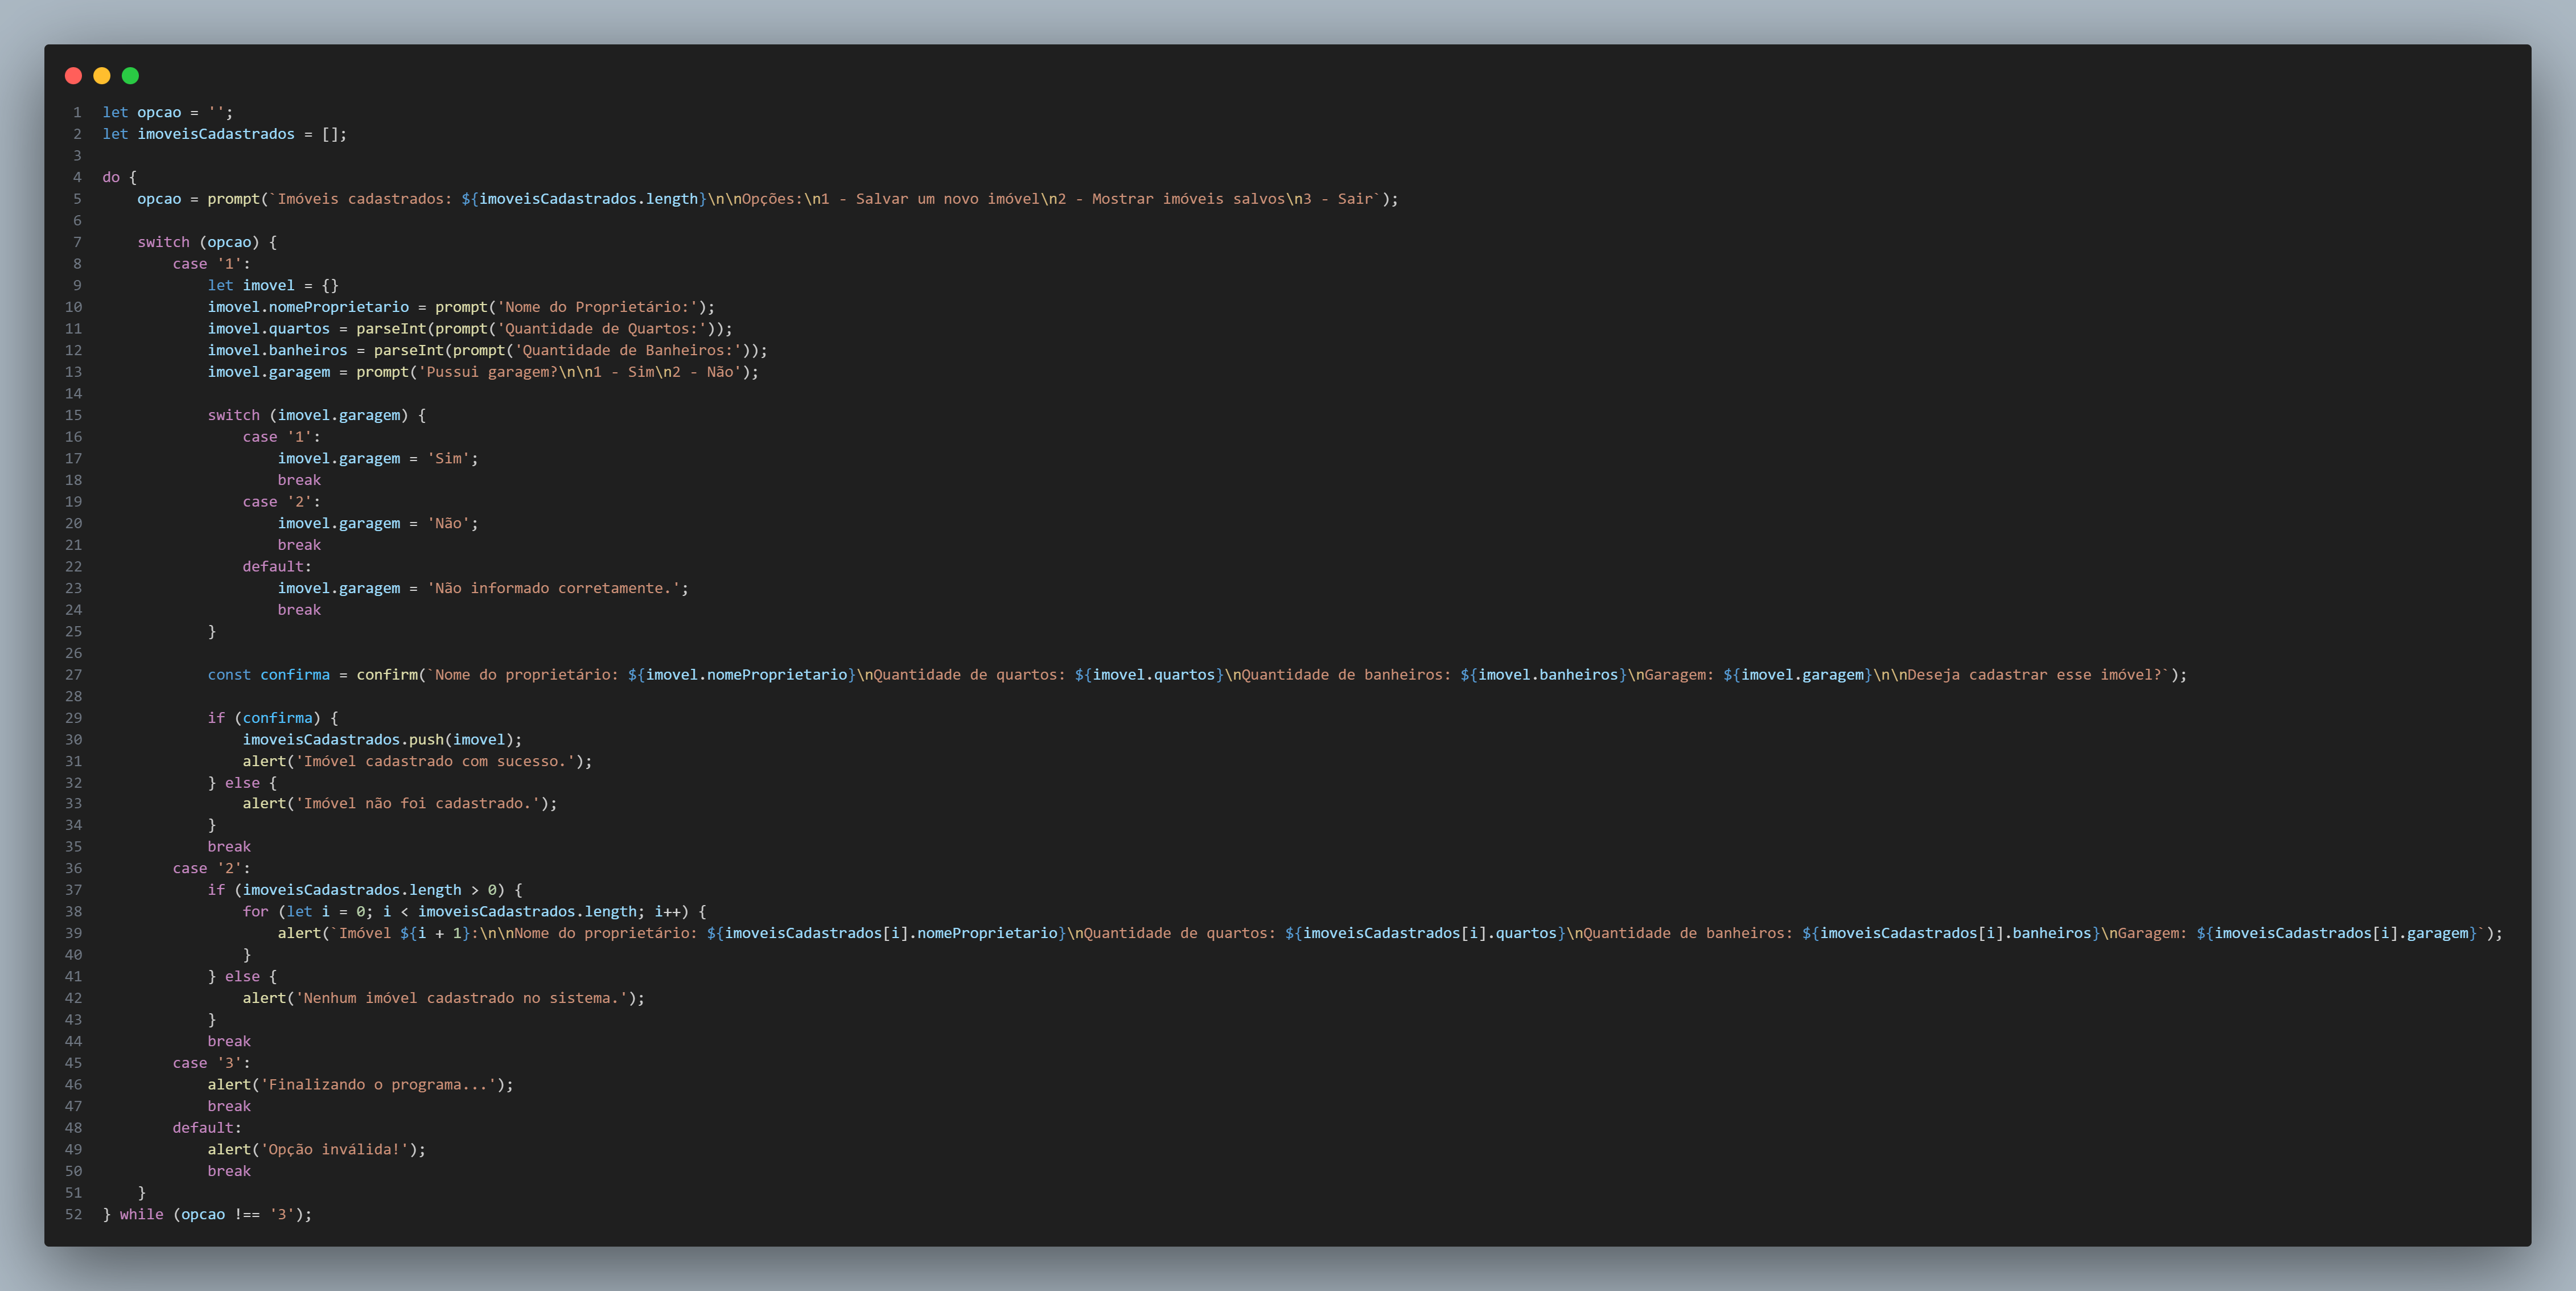 1 let opcao = '';
2 let imoveisCadastrados = [];
3
4 do {
5     opcao = prompt(`Imóveis cadastrados: ${imoveisCadastrados.length}\n\nOpções:\n1 - Salvar um novo imóvel\n2 - Mostrar imóveis salvos\n3 - Sair`);
6
7     switch (opcao) {
8         case '1':
9             let imovel = {}
10             imovel.nomeProprietario = prompt('Nome do Proprietário:');
11             imovel.quartos = parseInt(prompt('Quantidade de Quartos:'));
12             imovel.banheiros = parseInt(prompt('Quantidade de Banheiros:'));
13             imovel.garagem = prompt('Pussui garagem?\n\n1 - Sim\n2 - Não');
14
15             switch (imovel.garagem) {
16                 case '1':
17                     imovel.garagem = 'Sim';
18                     break
19                 case '2':
20                     imovel.garagem = 'Não';
21                     break
22                 default:
23                     imovel.garagem = 'Não informado corretamente.';
24                     break
25             }
26
27             const confirma = confirm(`Nome do proprietário: ${imovel.nomeProprietario}\nQuantidade de quartos: ${imovel.quartos}\nQuantidade de banheiros: ${imovel.banheiros}\nGaragem: ${imovel.garagem}\n\nDeseja cadastrar esse imóvel?`);
28
29             if (confirma) {
30                 imoveisCadastrados.push(imovel);
31                 alert('Imóvel cadastrado com sucesso.');
32             } else {
33                 alert('Imóvel não foi cadastrado.');
34             }
35             break
36         case '2':
37             if (imoveisCadastrados.length > 0) {
38                 for (let i = 0; i < imoveisCadastrados.length; i++) {
39                     alert(`Imóvel ${i + 1}:\n\nNome do proprietário: ${imoveisCadastrados[i].nomeProprietario}\nQuantidade de quartos: ${imoveisCadastrados[i].quartos}\nQuantidade de banheiros: ${imoveisCadastrados[i].banheiros}\nGaragem: ${imoveisCadastrados[i].garagem}`);
40                 }
41             } else {
42                 alert('Nenhum imóvel cadastrado no sistema.');
43             }
44             break
45         case '3':
46             alert('Finalizando o programa...');
47             break
48         default:
49             alert('Opção inválida!');
50             break
51     }
52 } while (opcao !== '3');